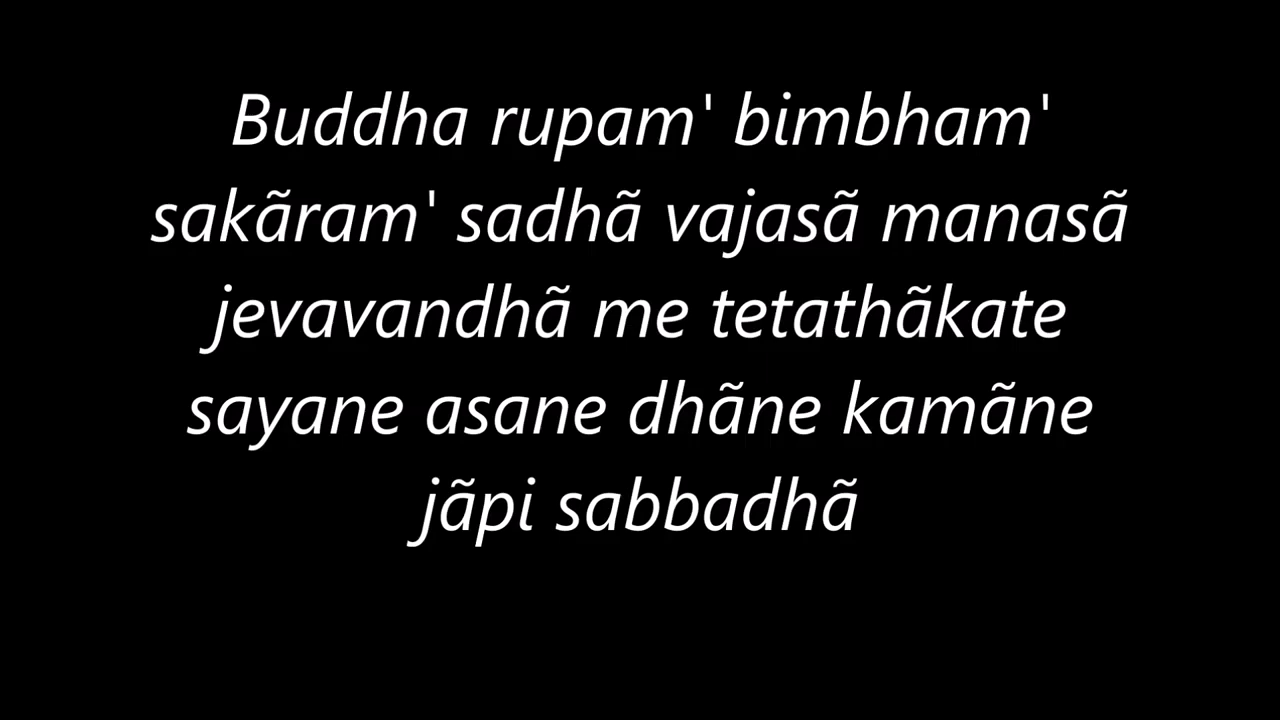 Buddha rupam' bimbham'
sakãram' sadhã vajasã manasã
jevavandhã me tetathãkate
sayane asane dhãne kamãne
jãpi sabbadhã